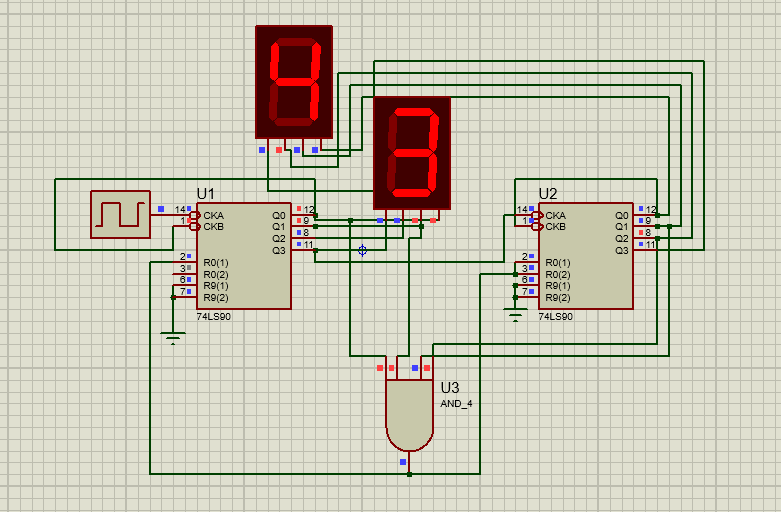 4
3
U1
14 CKA Q0 12
1 CKB Q1 9
Q2 8
Q3 11
2 R0(1)
3 R0(2)
6 R9(1)
7 R9(2)
74LS90
U2
14 CKA Q0 12
1 CKB Q1 9
Q2 8
Q3 11
2 R0(1)
3 R0(2)
6 R9(1)
7 R9(2)
74LS90
U3
AND_4